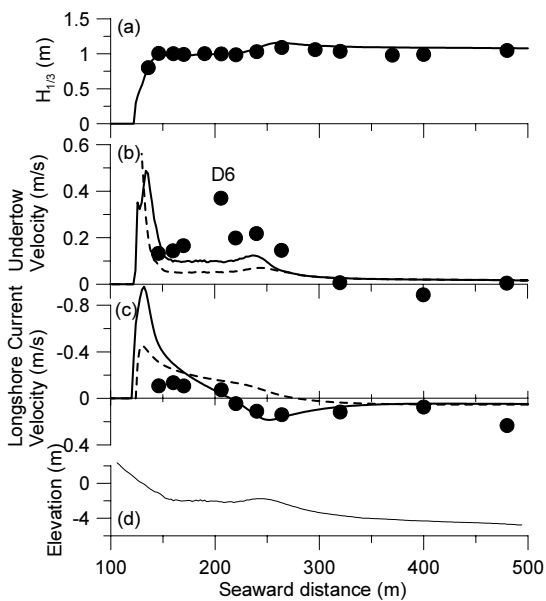 (a)
H1/3 (m)
1.5
1
0.5
0
(b)
D6
Undertow
Velocity (m/s)
0.6
0.4
0.2
0
(c)
Longshore Current
Velocity (m/s)
-0.8
-0.4
0
0.4
(d)
Elevation (m)
0
-4
100 200 300 400 500
Seaward distance (m)